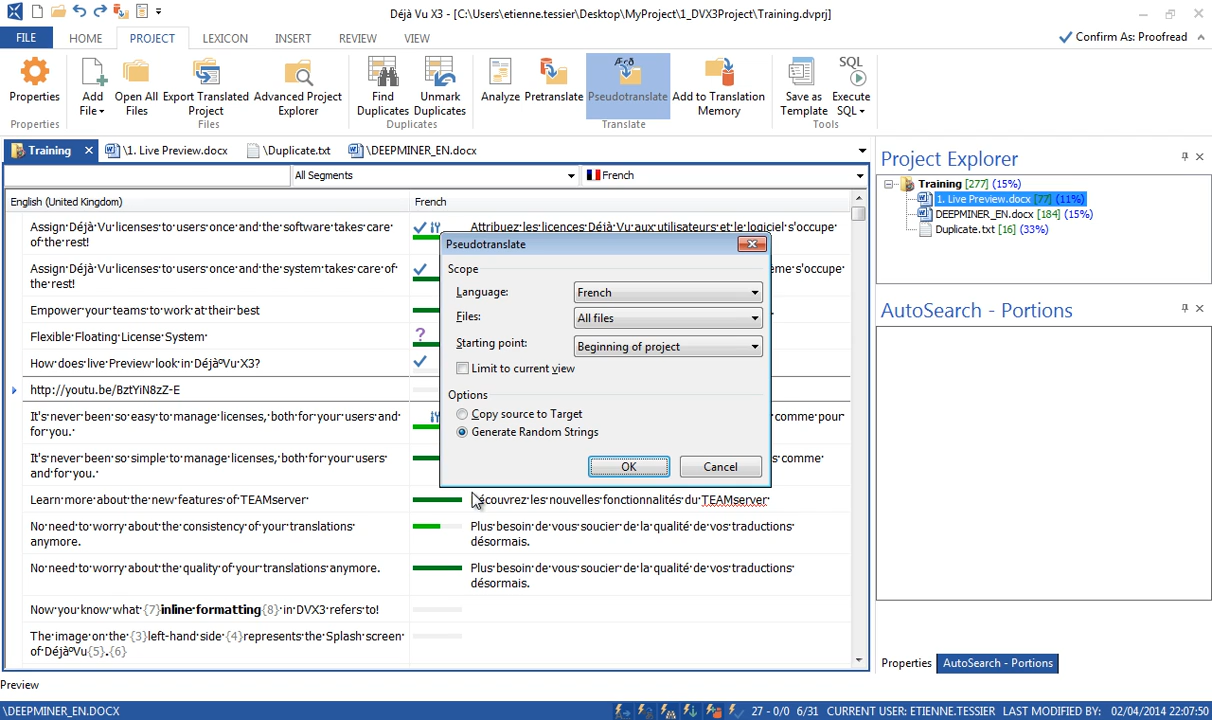 Déjà Vu X3 - [C:\Users\etienne.tessier\Desktop\MyProject\1_DVX3Project\Training.dvprj]
FILE HOME PROJECT LEXICON INSERT REVIEW VIEW Confirm As: Proofread
Properties
Add File
Open All Files
Export Translated Project
Advanced Project Explorer
Find Duplicates
Unmark Duplicates
Analyze
Pretranslate
Pseudotranslate
Add to Translation Memory
Save as Template
SQL
Execute SQL
Properties Files Duplicates Translate Tools
Training \1. Live Preview.docx \Duplicate.txt \DEEPMINER_EN.docx
All Segments French
English (United Kingdom) French
Assign·Déjà·Vu·licenses·to·users·once·and·the·software·takes·care·
of·the·rest!
Attribuez·les·licences·Déjà·Vu·aux·utilisateurs·et·le·logiciel·s'occupe·
Assign·Déjà·Vu·licenses·to·users·once·and·the·system·takes·care·of·
the·rest!
s'occupe·
Empower·your·teams·to·work·at·their·best
Flexible·Floating·License·System·
?
How·does·live·Preview·look·in·DéjàºVu·X3?
http://youtu.be/BztYiN8zZ-E
It's·never·been·so·easy·to·manage·licenses,·both·for·your·users·and·
for·you.·
comme·pour·
It's·never·been·so·simple·to·manage·licenses,·both·for·your·users·
and·for·you.·
comme·
Learn·more·about·the·new·features·of·TEAMserver·
écouvrez·les·nouvelles·fonctionnalités·du·TEAMserver·
No·need·to·worry·about·the·consistency·of·your·translations·
anymore.
Plus·besoin·de·vous·soucier·de·la·qualité·de·vos·traductions·
désormais.
No·need·to·worry·about·the·quality·of·your·translations·anymore.
Plus·besoin·de·vous·soucier·de·la·qualité·de·vos·traductions·
désormais.
Now·you·know·what·{7}inline·formatting{8}·in·DVX3·refers·to!
The·image·on·the·{3}left-hand·side·{4}represents·the·Splash·screen·
of·DéjàºVu{5}.{6}
Pseudotranslate
Scope
Language: French
Files: All files
Starting point: Beginning of project
Limit to current view
Options
Copy source to Target
Generate Random Strings
OK Cancel
Project Explorer
Training [277] (15%)
1. Live Preview.docx [77] (11%)
DEEPMINER_EN.docx [184] (15%)
Duplicate.txt [16] (33%)
AutoSearch - Portions
Properties AutoSearch - Portions
Preview
\DEEPMINER_EN.DOCX 27 - 0/0 6/31 CURRENT USER: ETIENNE.TESSIER LAST MODIFIED BY: 02/04/2014 22:07:50